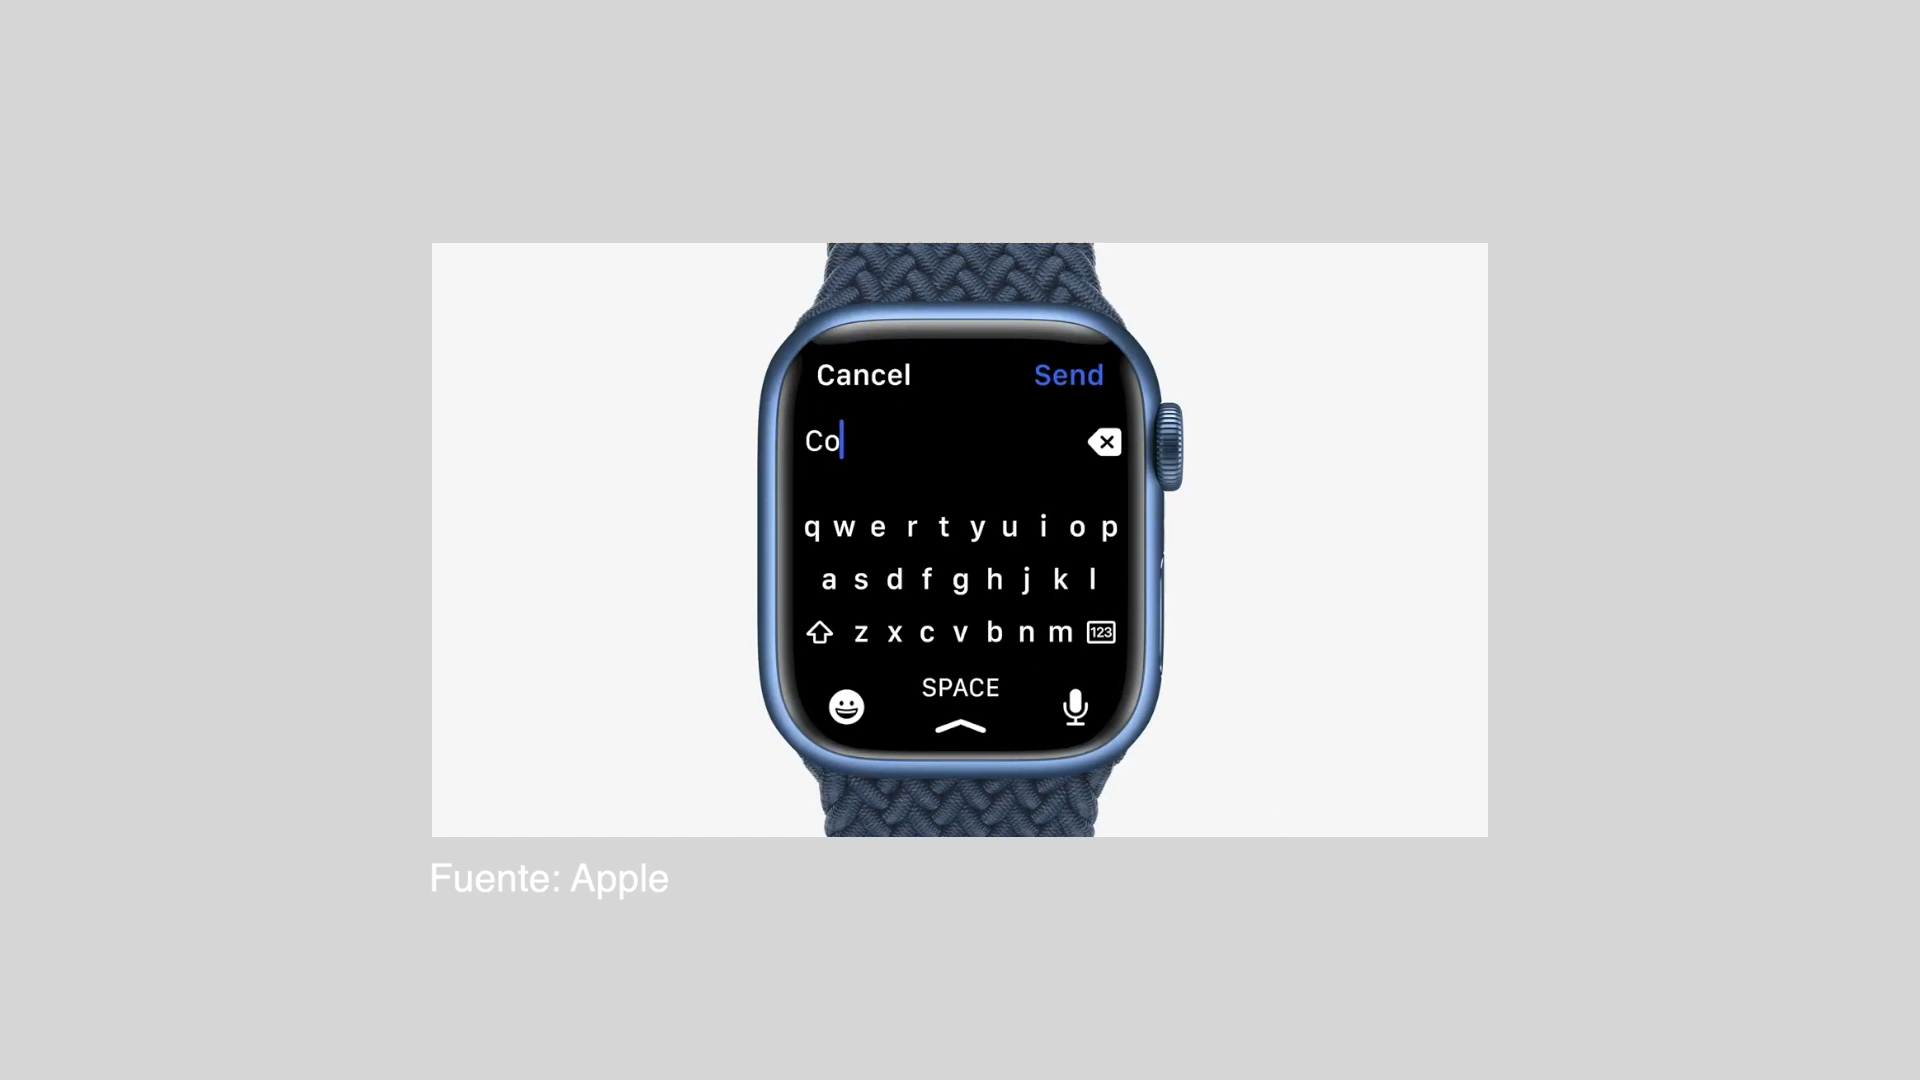 Cancel Send
Co
q w e r t y u i o p
a s d f g h j k l
z x c v b n m 123
SPACE
Fuente: Apple